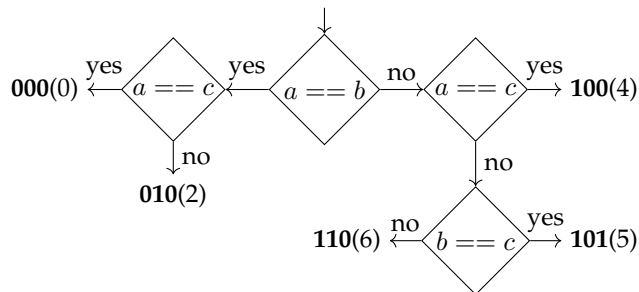 yes yes no yes
000(0) a == c a == b a == c 100(4)
no no
010(2)
no yes
110(6) b == c 101(5)